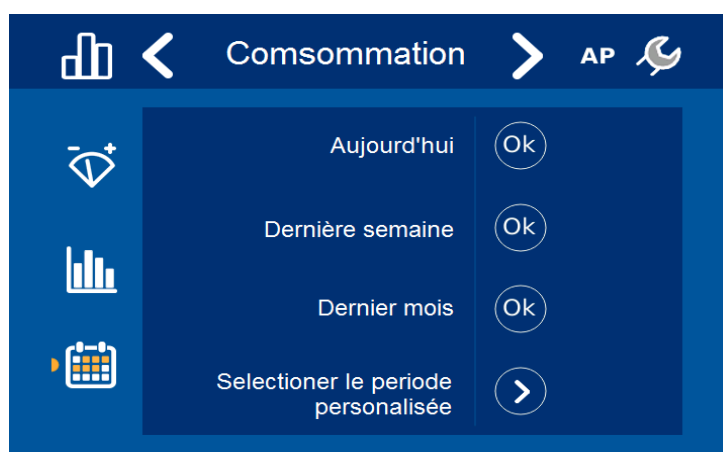 Comsommation
AP
Aujourd'hui
Ok
Dernière semaine
Ok
Dernier mois
Ok
Selectioner le periode
personalisée